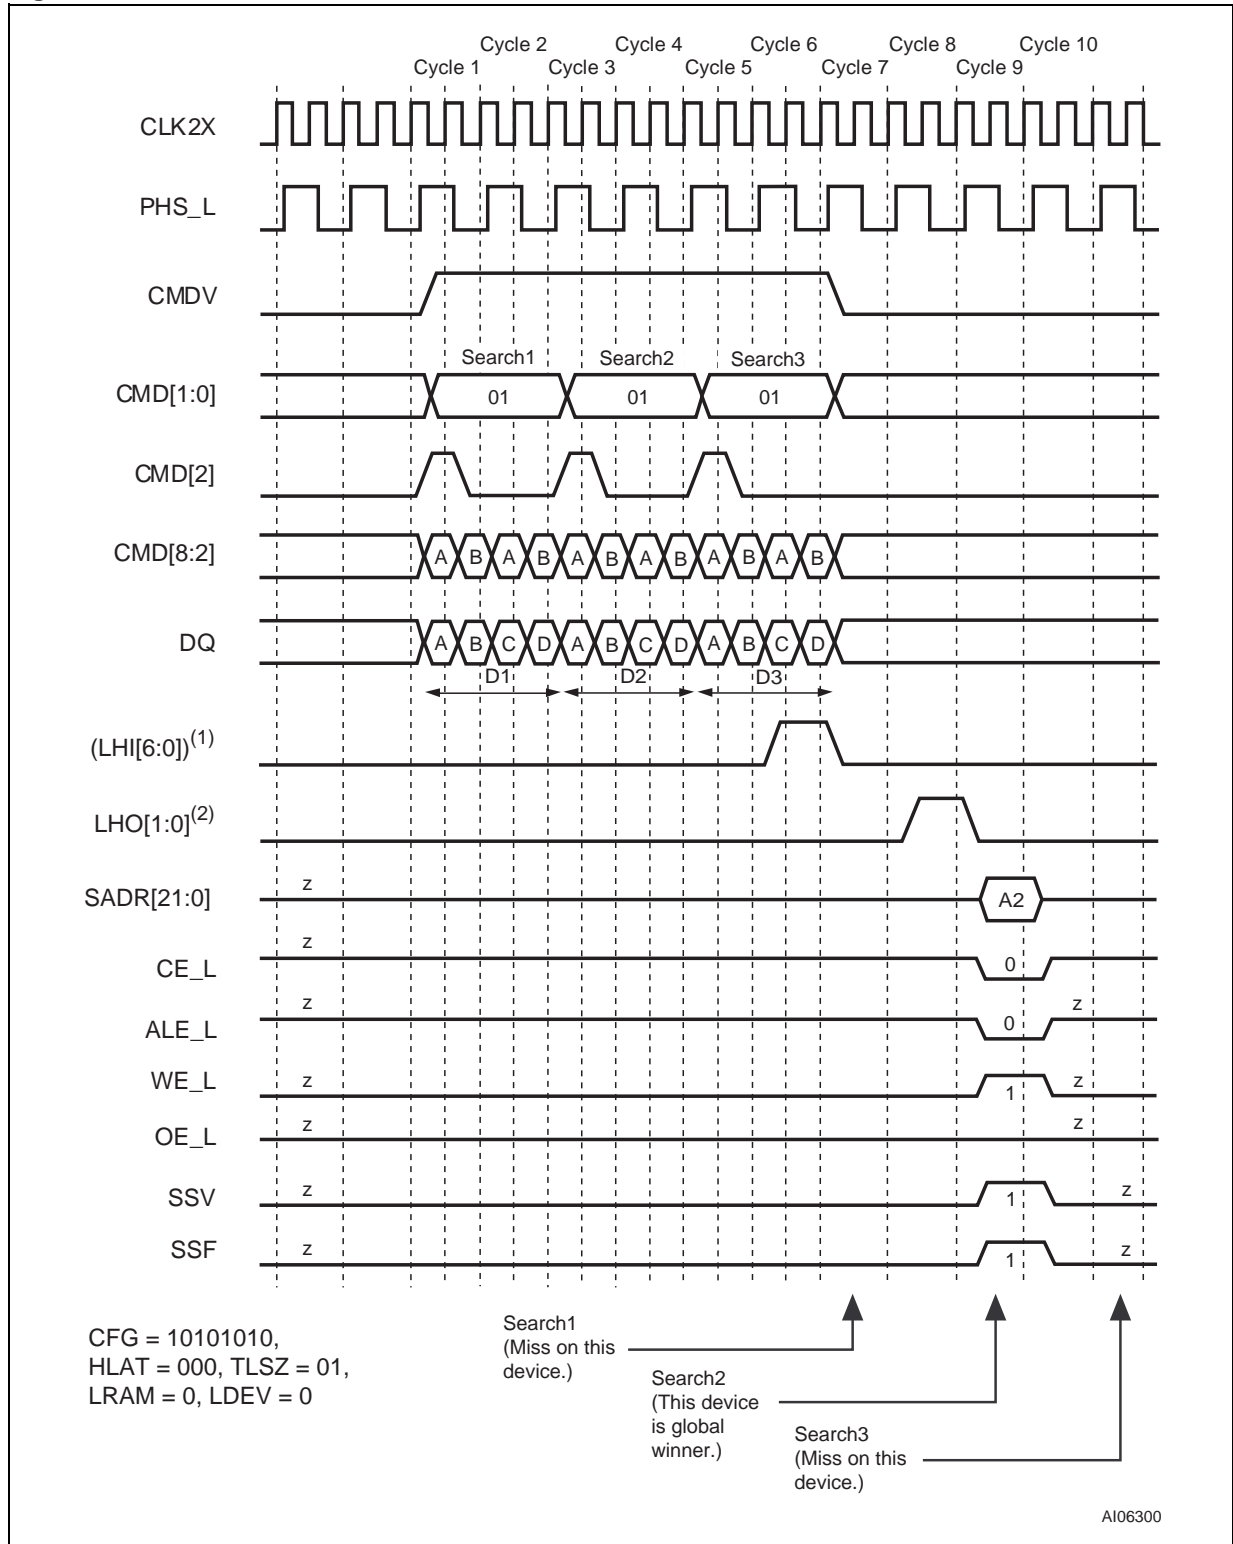 Cycle 2 Cycle 4 Cycle 6 Cycle 8 Cycle 10
Cycle 1 Cycle 3 Cycle 5 Cycle 7 Cycle 9
CLK2X
PHS_L
CMDV
Search1 Search2 Search3
CMD[1:0] 01 01 01
CMD[2]
CMD[8:2] A B A B A B A B A B A B
DQ A B C D A B C D A B C D
D1 D2 D3
(LHI[6:0])(1)
LHO[1:0](2)
z
SADR[21:0] A2
z
CE_L 0
z z
ALE_L 0
WE_L z 1 z
OE_L z z
SSV z 1 z
SSF z 1 z
CFG = 10101010,
HLAT = 000, TLSZ = 01,
LRAM = 0, LDEV = 0
Search1
(Miss on this
device.)
Search2
(This device
is global
winner.)
Search3
(Miss on this
device.)
AI06300